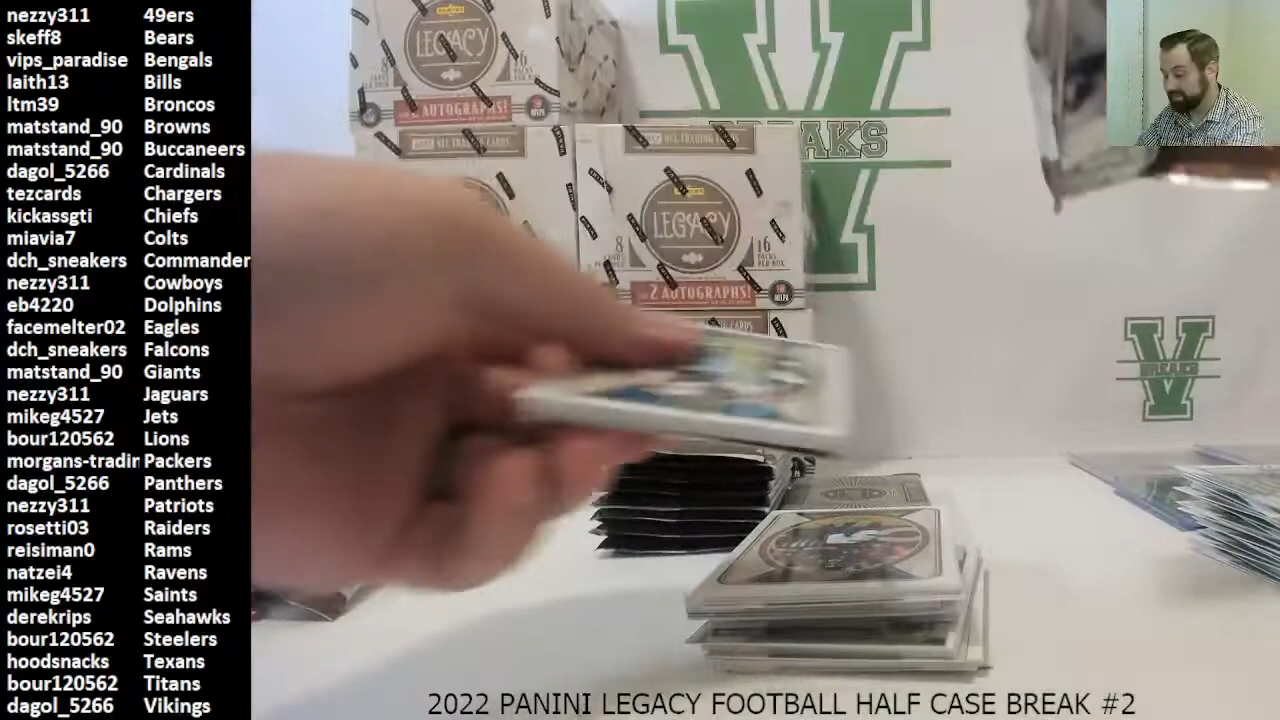 nezzy311 49ers
skeff8 Bears
vips_paradise Bengals
laith13 Bills
ltm39 Broncos
matstand_90 Browns
matstand_90 Buccaneers
dagol_5266 Cardinals
tezcards Chargers
kickassgti Chiefs
miavia7 Colts
dch_sneakers Commander
nezzy311 Cowboys
eb4220 Dolphins
facemelter02 Eagles
dch_sneakers Falcons
matstand_90 Giants
nezzy311 Jaguars
mikeg4527 Jets
bour120562 Lions
morgans-tradin Packers
dagol_5266 Panthers
nezzy311 Patriots
rosetti03 Raiders
reisiman0 Rams
natzei4 Ravens
mikeg4527 Saints
derekrips Seahawks
bour120562 Steelers
hoodsnacks Texans
bour120562 Titans
dagol_5266 Vikings
LEGACY
AUTOGRAPHS!
LEGACY
8
16
PACKS
PER BOX
2 AUTOGRAPHS!
AKS
V
BREAKS
2022 PANINI LEGACY FOOTBALL HALF CASE BREAK #2